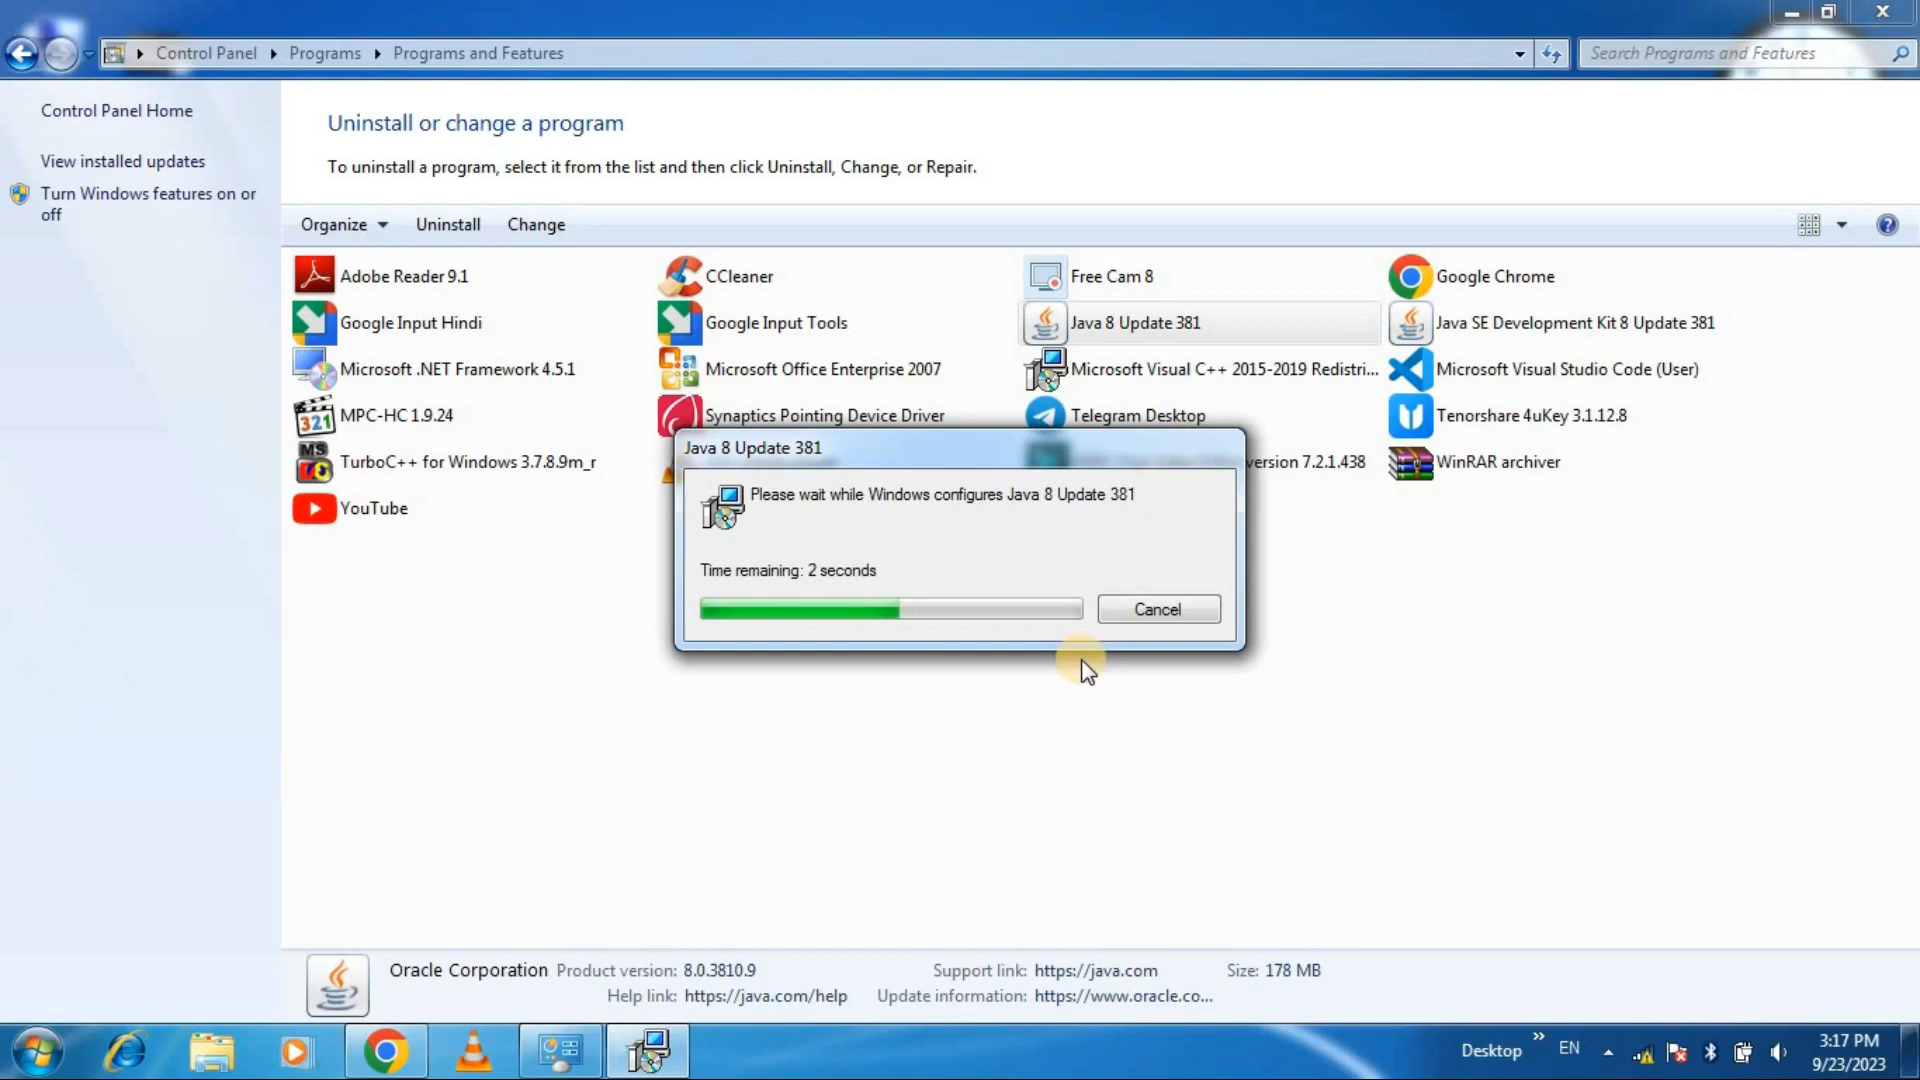 Control Panel
Programs
Programs and Features
Search Programs and Features
Control Panel Home
View installed updates
Turn Windows features on or
off
Uninstall or change a program
To uninstall a program, select it from the list and then click Uninstall, Change, or Repair.
Organize
Uninstall
Change
Adobe Reader 9.1
CCleaner
Free Cam 8
Google Chrome
Google Input Hindi
Google Input Tools
Java 8 Update 381
Java SE Development Kit 8 Update 381
Microsoft .NET Framework 4.5.1
Microsoft Office Enterprise 2007
Microsoft Visual C++ 2015-2019 Redistri...
Microsoft Visual Studio Code (User)
MPC-HC 1.9.24
Synaptics Pointing Device Driver
Telegram Desktop
Tenorshare 4uKey 3.1.12.8
TurboC++ for Windows 3.7.8.9m_r
version 7.2.1.438
WinRAR archiver
YouTube
Java 8 Update 381
Please wait while Windows configures Java 8 Update 381
Time remaining: 2 seconds
Cancel
Oracle Corporation Product version: 8.0.3810.9 Support link: https://java.com Size: 178 MB
Help link: https://java.com/help Update information: https://www.oracle.co...
Desktop
EN
3:17 PM
9/23/2023